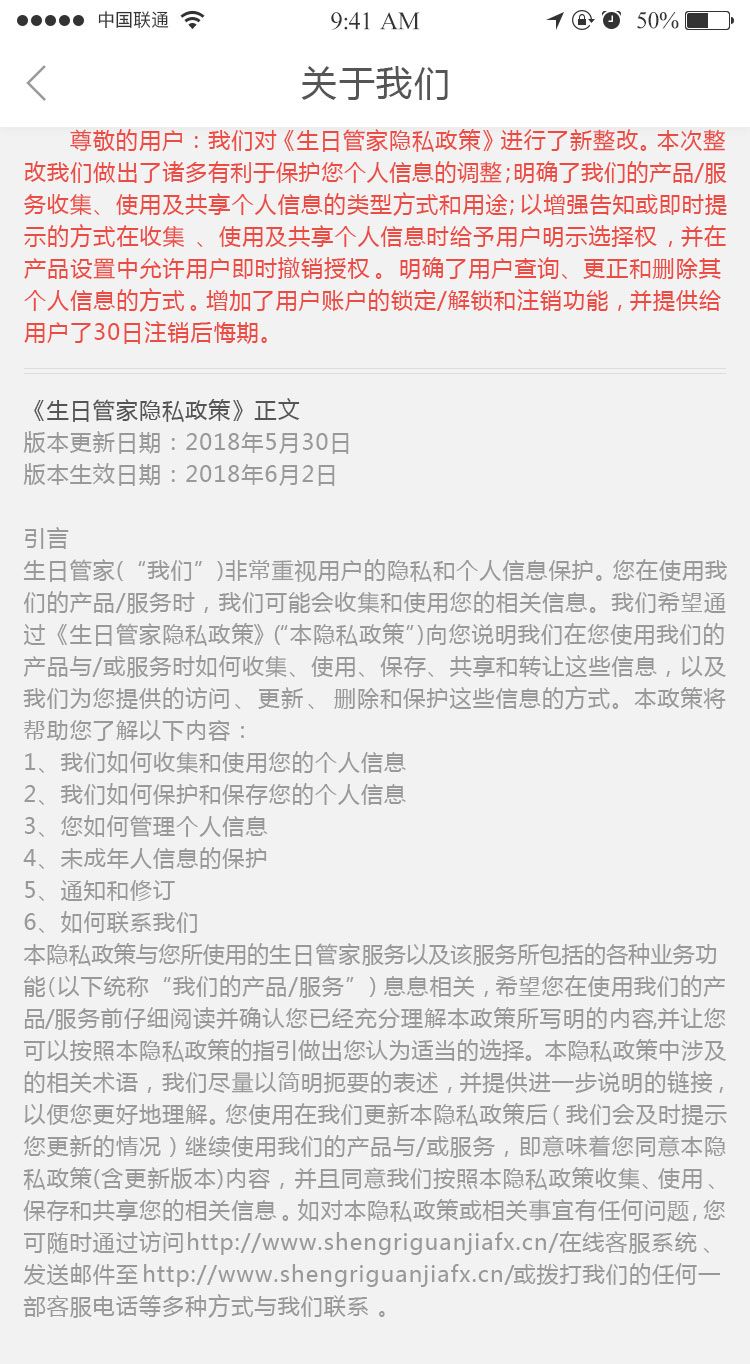 中国联通 9:41 AM 50%
关于我们
尊敬的用户：我们对《生日管家隐私政策》进行了新整改。本次整
改我们做出了诸多有利于保护您个人信息的调整;明确了我们的产品/服
务收集、使用及共享个人信息的类型方式和用途;以增强告知或即时提
示的方式在收集 、使用及共享个人信息时给予用户明示选择权，并在
产品设置中允许用户即时撤销授权。明确了用户查询、更正和删除其
个人信息的方式。增加了用户账户的锁定/解锁和注销功能，并提供给
用户了30日注销后悔期。
《生日管家隐私政策》正文
版本更新日期：2018年5月30日
版本生效日期：2018年6月2日
引言
生日管家(“我们”)非常重视用户的隐私和个人信息保护。您在使用我
们的产品/服务时，我们可能会收集和使用您的相关信息。我们希望通
过《生日管家隐私政策》(“本隐私政策”)向您说明我们在您使用我们的
产品与/或服务时如何收集、使用、保存、共享和转让这些信息，以及
我们为您提供的访问、更新、删除和保护这些信息的方式。本政策将
帮助您了解以下内容：
1、我们如何收集和使用您的个人信息
2、我们如何保护和保存您的个人信息
3、您如何管理个人信息
4、未成年人信息的保护
5、通知和修订
6、如何联系我们
本隐私政策与您所使用的生日管家服务以及该服务所包括的各种业务功
能(以下统称“我们的产品/服务”)息息相关，希望您在使用我们的产
品/服务前仔细阅读并确认您已经充分理解本政策所写明的内容,并让您
可以按照本隐私政策的指引做出您认为适当的选择。本隐私政策中涉及
的相关术语，我们尽量以简明扼要的表述，并提供进一步说明的链接，
以便您更好地理解。您使用在我们更新本隐私政策后(我们会及时提示
您更新的情况)继续使用我们的产品与/或服务，即意味着您同意本隐
私政策(含更新版本)内容，并且同意我们按照本隐私政策收集、使用、
保存和共享您的相关信息。如对本隐私政策或相关事宜有任何问题,您
可随时通过访问http://www.shengriguanjiafx.cn/在线客服系统、
发送邮件至http://www.shengriguanjiafx.cn/或拨打我们的任何一
部客服电话等多种方式与我们联系 。